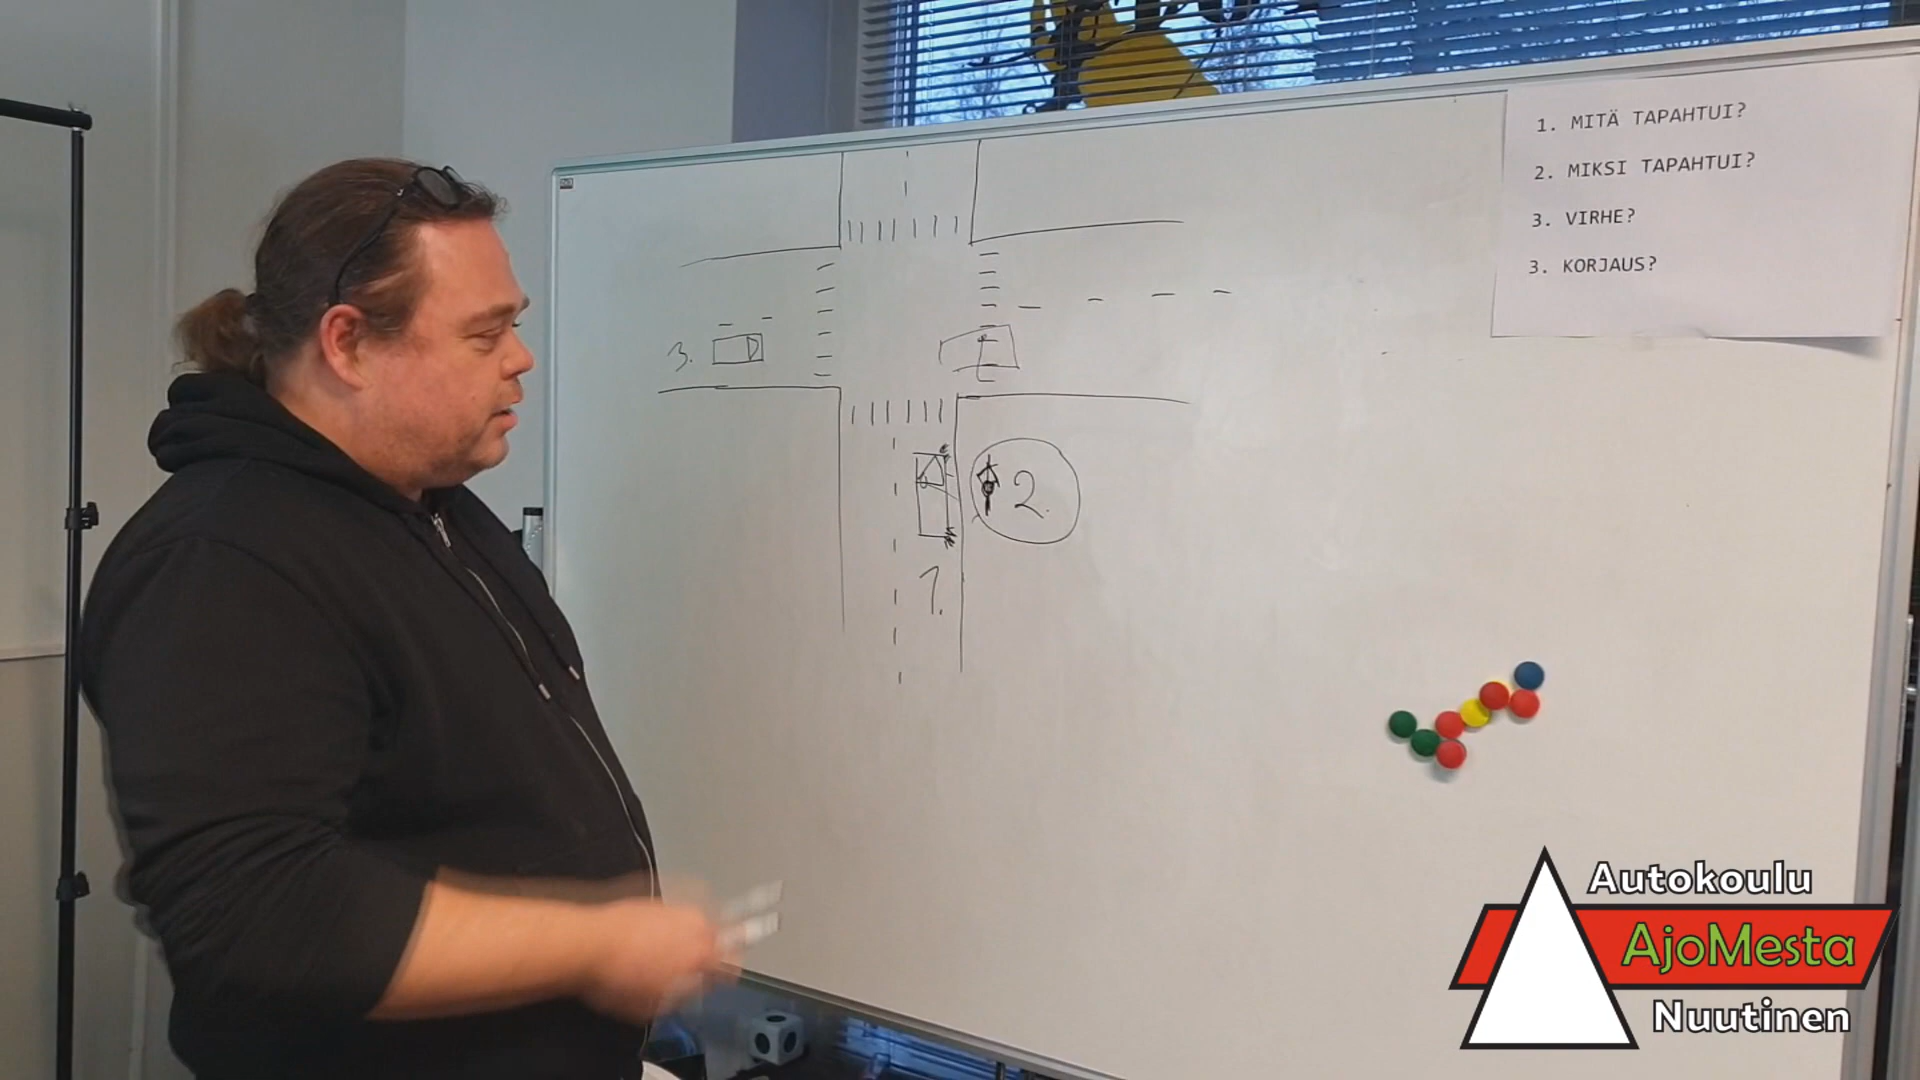 1. MITÄ TAPAHTUI?
2. MIKSI TAPAHTUI?
3. VIRHE?
3. KORJAUS?
3.
2.
1.
Autokoulu
AjoMesta
Nuutinen